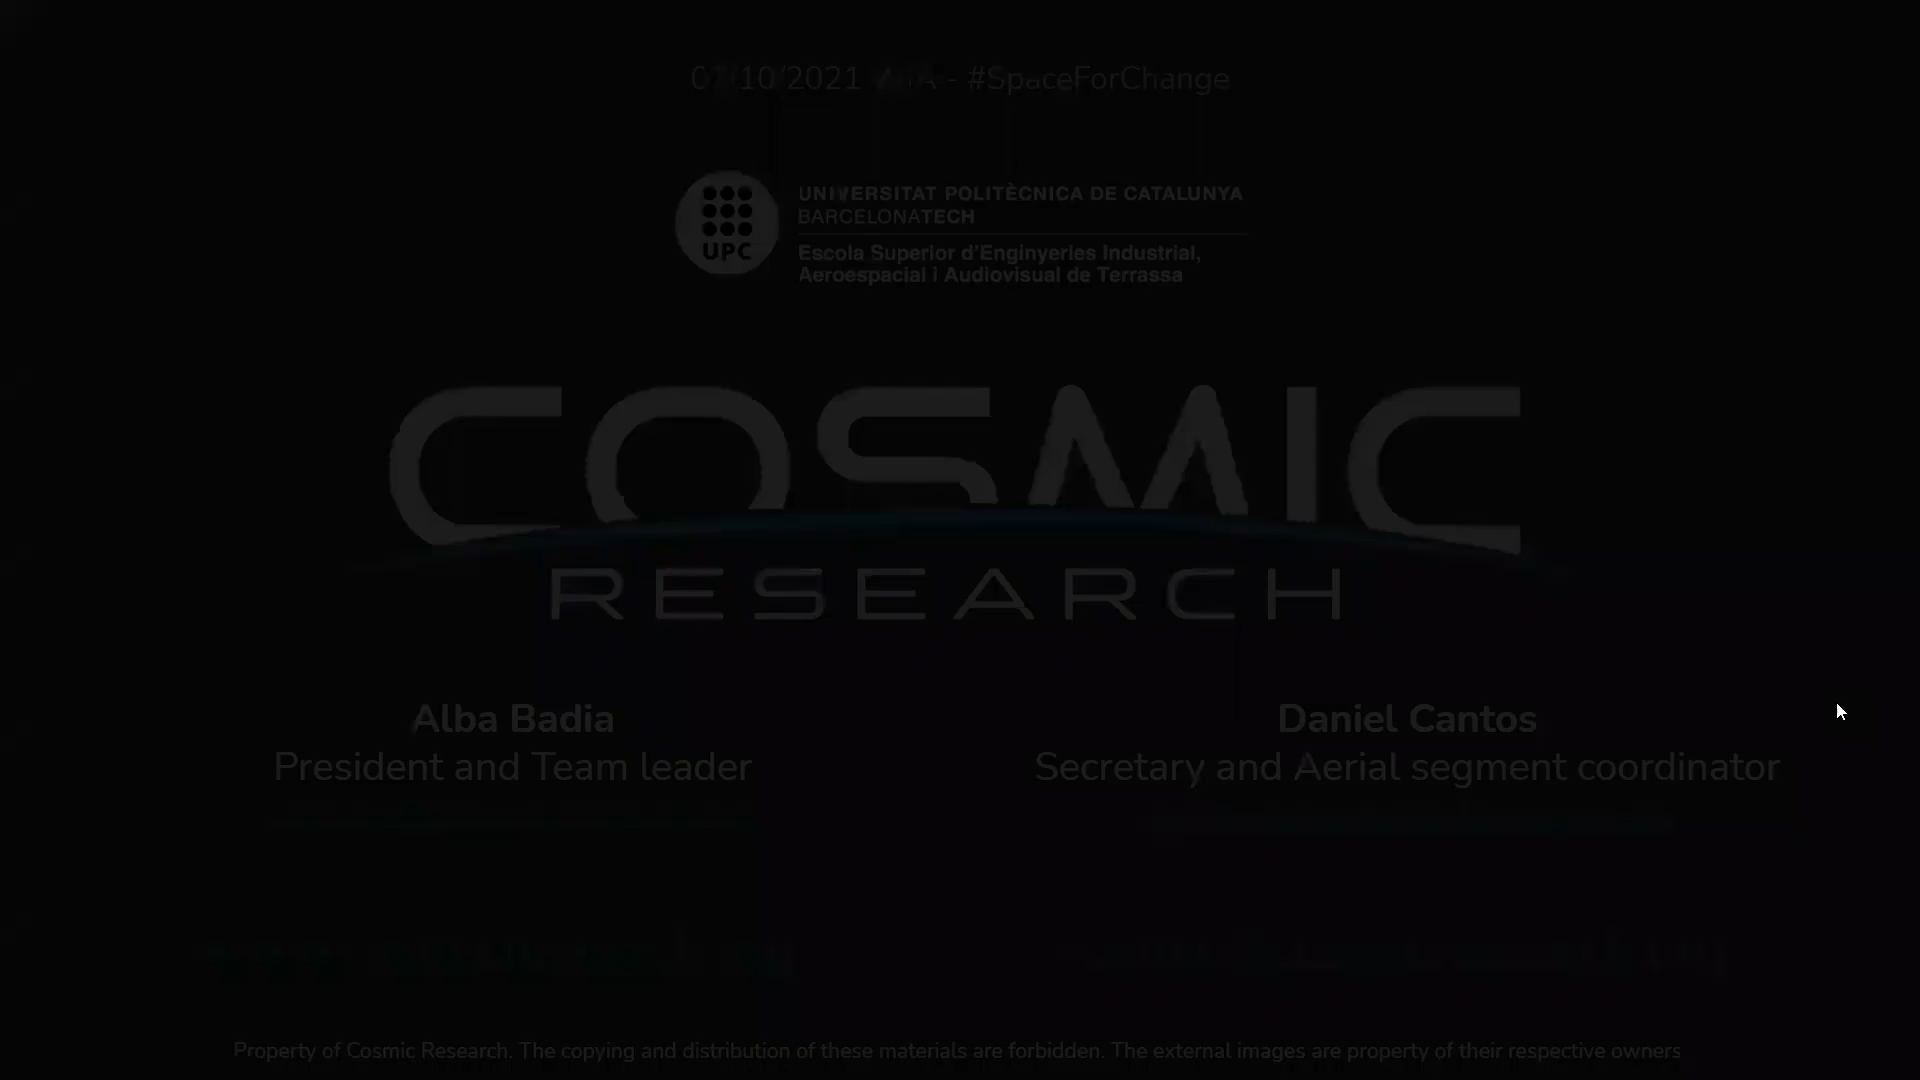 07/10/2021 - #SpaceForChange
UNIVERSITAT POLITÈCNICA DE CATALUNYA
BARCELONATECH
UPC
Escola Superior d'Enginyeries Industrial,
Aeroespacial i Audiovisual de Terrassa
COSMIC
RESEARCH
Alba Badia
President and Team leader
Daniel Cantos
Secretary and Aerial segment coordinator
Property of Cosmic Research. The copying and distribution of these materials are forbidden. The external images are property of their respective owners